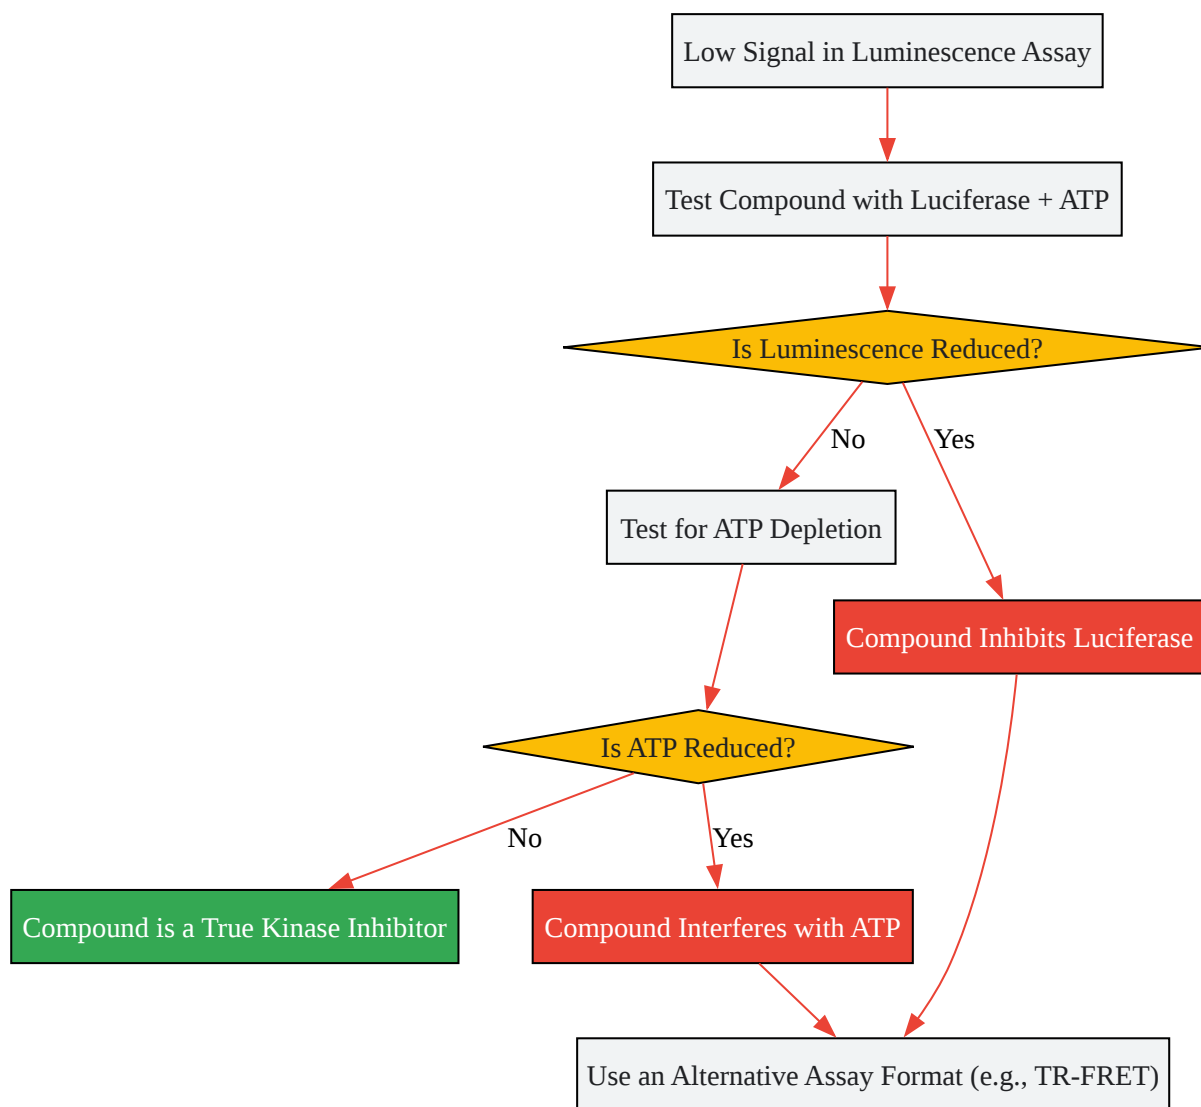 Low Signal in Luminescence Assay
Test Compound with Luciferase + ATP
Is Luminescence Reduced?
No
Yes
Test for ATP Depletion
Compound Inhibits Luciferase
Is ATP Reduced?
No
Yes
Compound is a True Kinase Inhibitor
Compound Interferes with ATP
Use an Alternative Assay Format (e.g., TR-FRET)